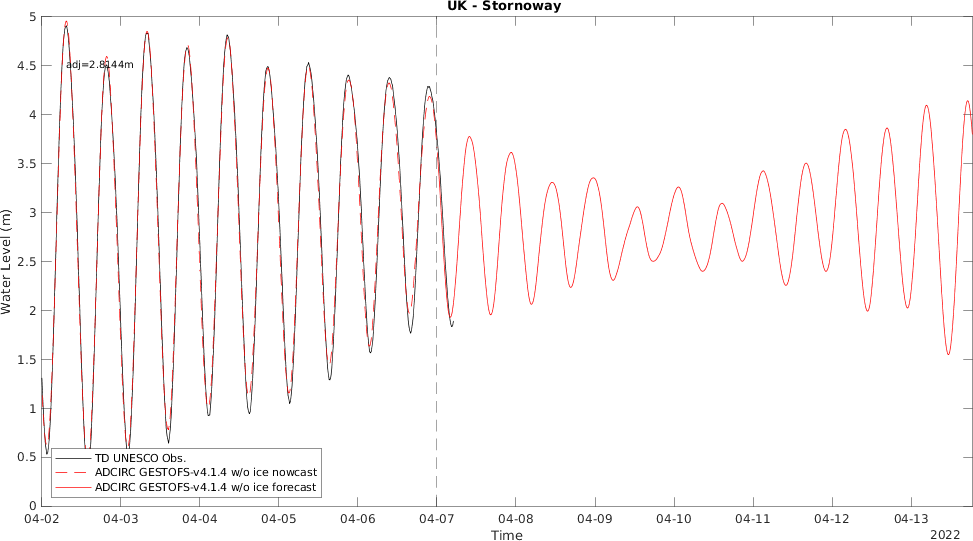 UK - Stornoway
5
4.5
4
3.5
3
2.5
2
1.5
1
0.5
0
Water Level (m)
adj=2.8144m
TD UNESCO Obs.
ADCIRC GESTOFS-v4.1.4 w/o ice nowcast
ADCIRC GESTOFS-v4.1.4 w/o ice forecast
04-02 04-03 04-04 04-05 04-06 04-07 04-08 04-09 04-10 04-11 04-12 04-13
Time
2022